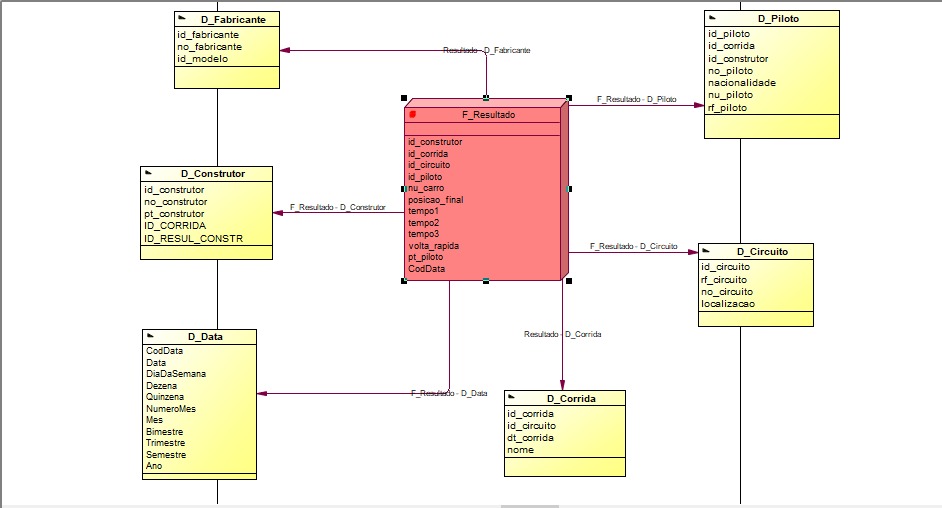 D_Fabricante
id_fabricante
no_fabricante
id_modelo
Resultado - D_Fabricante
D_Piloto
id_piloto
id_corrida
id_construtor
no_piloto
nacionalidade
nu_piloto
rf_piloto
F_Resultado - D_Piloto
F_Resultado
id_construtor
id_corrida
id_circuito
id_piloto
nu_carro
posicao_final
tempo1
tempo2
tempo3
volta_rapida
pt_piloto
CodData
D_Construtor
id_construtor
no_construtor
pt_construtor
ID_CORRIDA
ID_RESUL_CONSTR
F_Resultado - D_Construtor
F_Resultado - D_Circuito
D_Circuito
id_circuito
rf_circuito
no_circuito
localizacao
D_Data
CodData
Data
DiaDaSemana
Dezena
Quinzena
NumeroMes
Mes
Bimestre
Trimestre
Semestre
Ano
F_Resultado - D_Data
Resultado - D_Corrida
D_Corrida
id_corrida
id_circuito
dt_corrida
nome